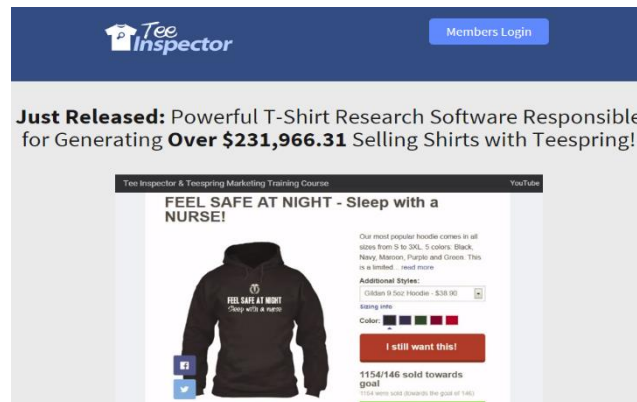 Tee
Inspector
Members Login
Just Released: Powerful T-Shirt Research Software Responsible
for Generating Over $231,966.31 Selling Shirts with Teespring!
Tee Inspector & Teespring Marketing Training Course
YouTube
FEEL SAFE AT NIGHT - Sleep with a
NURSE!
Our most popular hoodie comes in all
sizes from S to 3XL, 5 colors: Black,
Navy, Maroon, Purple and Green. This
is a limited... read more
Additional Styles:
Gildan 9.5oz Hoodie - $38.90
Sizing info
Color:
FEEL SAFE AT NIGHT
Sleep with a nurse
I still want this!
1154/146 sold towards
goal
1154 were sold (towards the goal of 146)